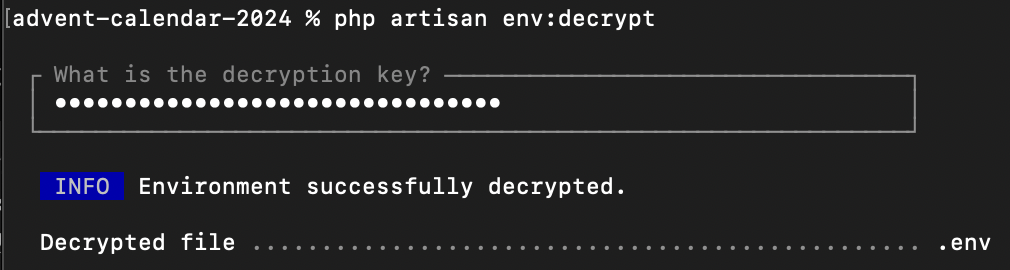 [advent-calendar-2024 % php artisan env:decrypt
What is the decryption key?
••••••••••••••••••••••••••••••••
INFO Environment successfully decrypted.
Decrypted file ................................................ .env